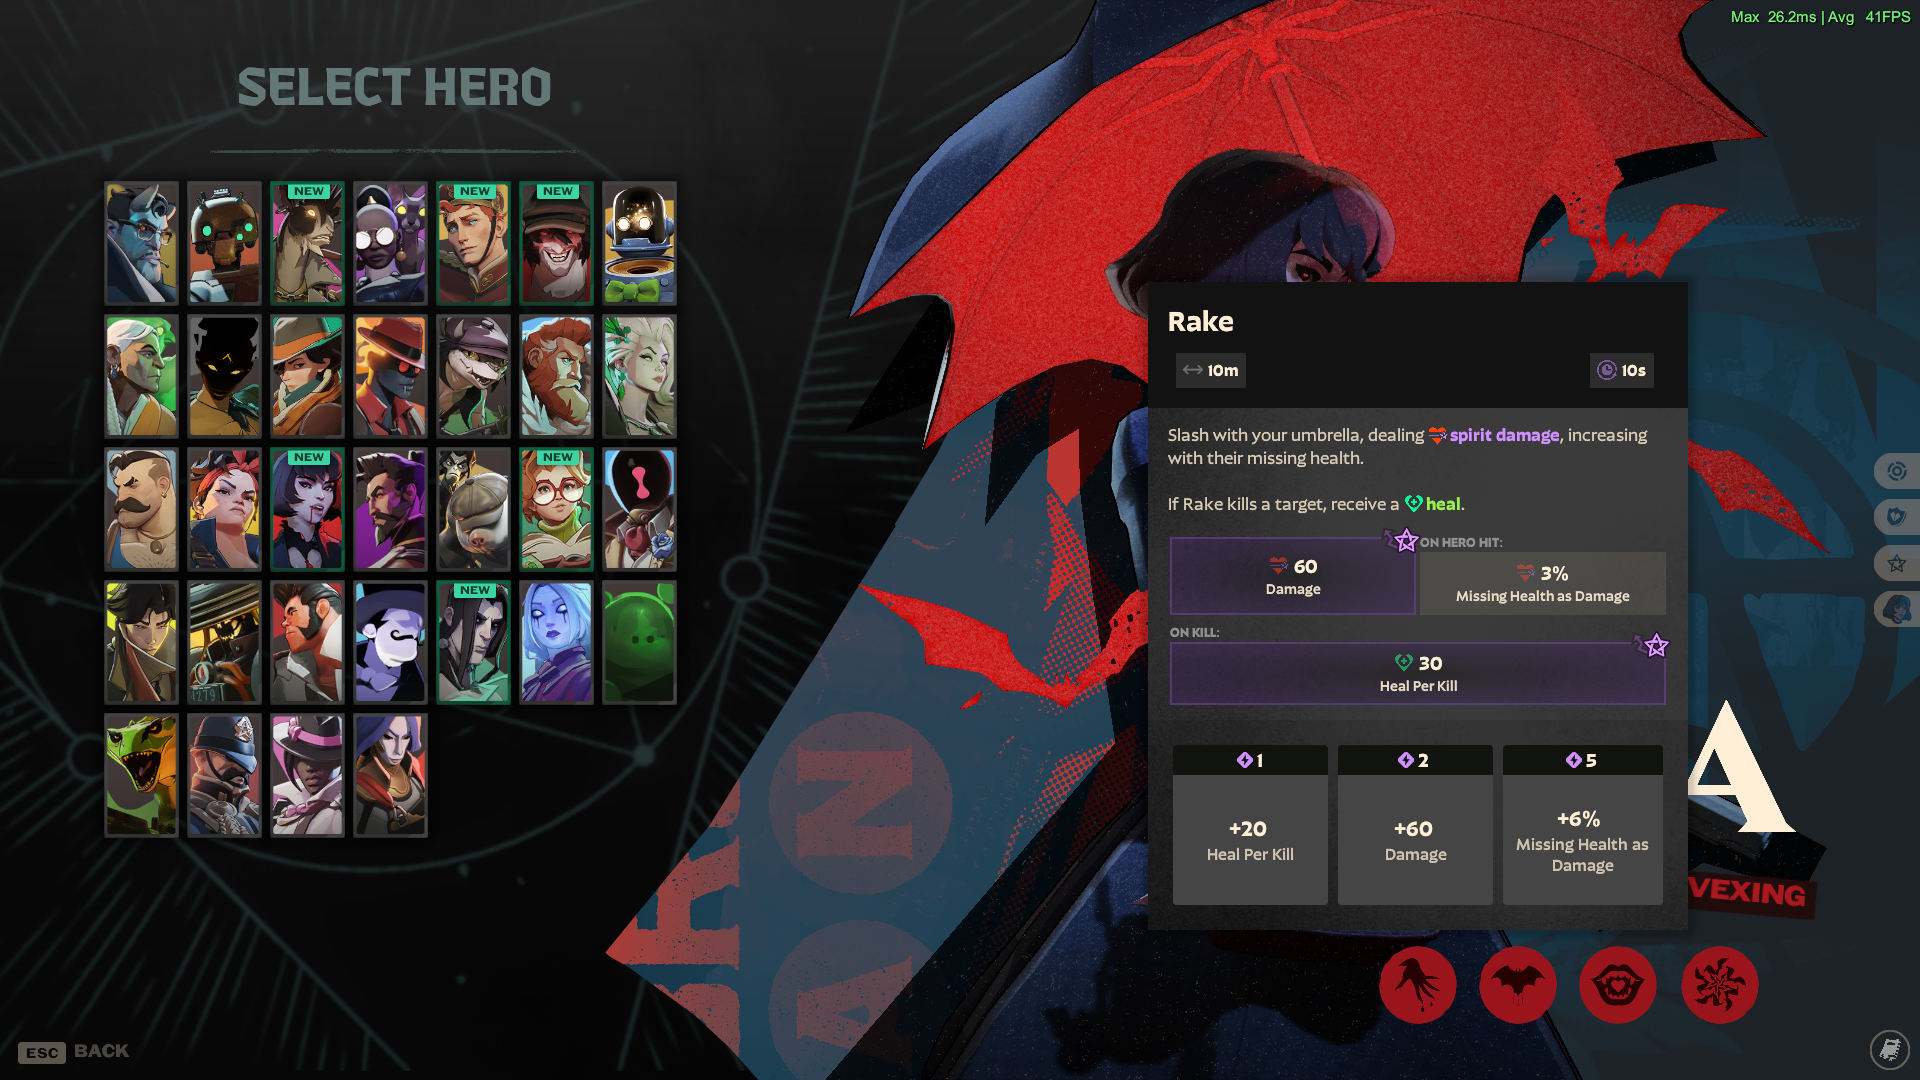 Max 26.2ms | Avg 41FPS
SELECT HERO
NEW
NEW
NEW
NEW
NEW
NEW
4279
Rake
10m
10s
Slash with your umbrella, dealing spirit damage, increasing
with their missing health.
If Rake kills a target, receive a heal.
60
Damage
ON HERO HIT:
3%
Missing Health as Damage
ON KILL:
30
Heal Per Kill
1
+20
Heal Per Kill
2
+60
Damage
5
+6%
Missing Health as
Damage
A
VEXING
N
A
ESC BACK